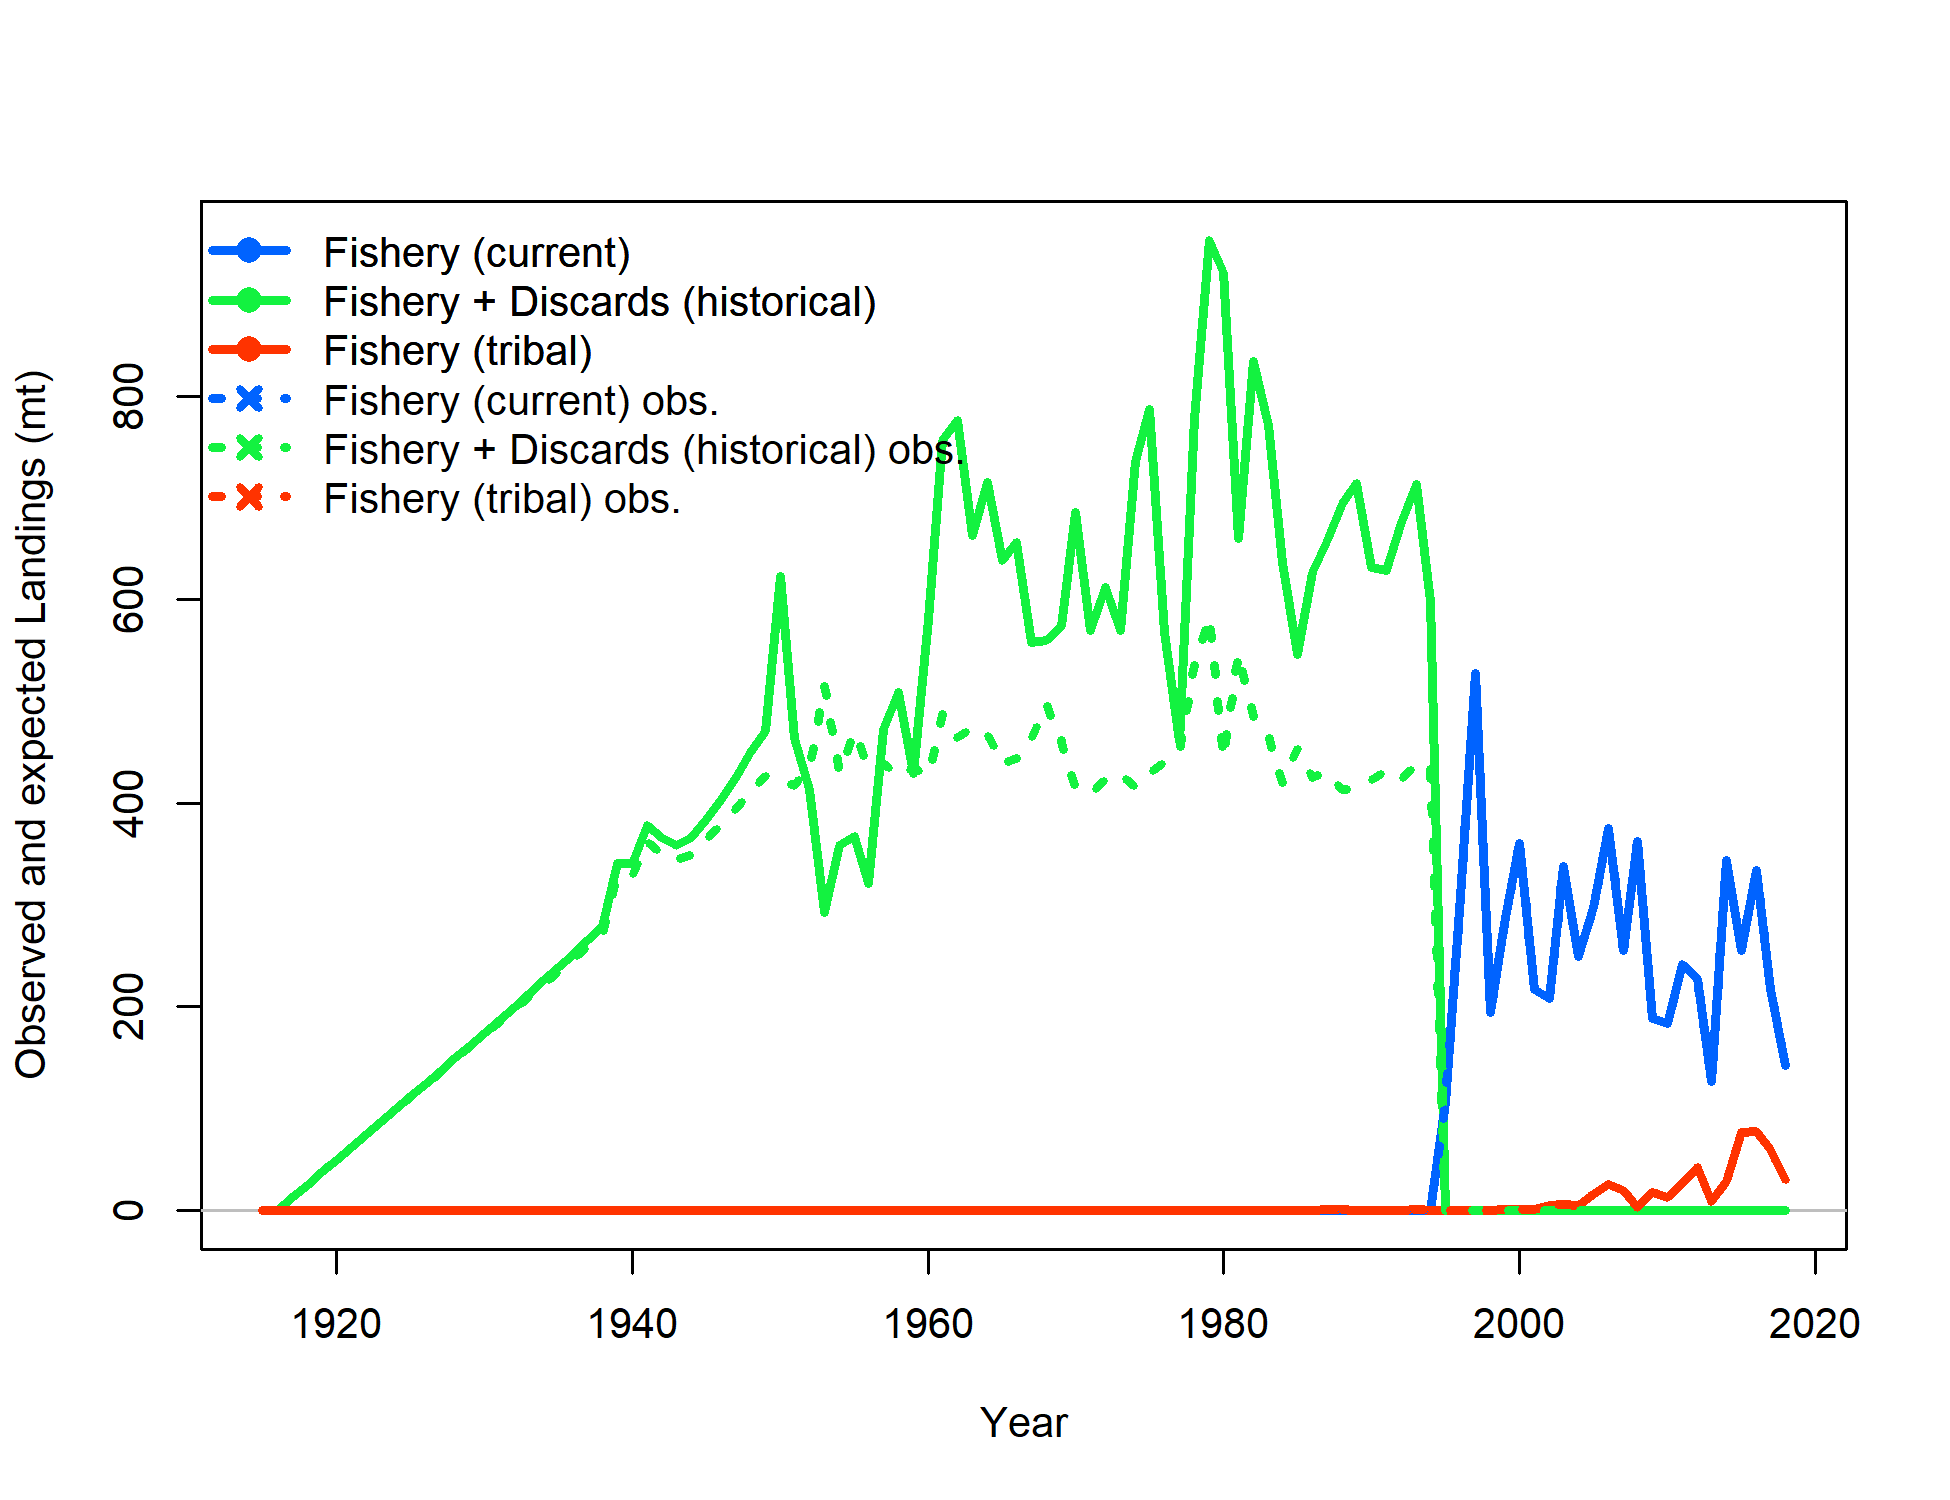 Fishery (current)
Fishery + Discards (historical)
Fishery (tribal)
Fishery (current) obs.
Fishery + Discards (historical) obs.
Fishery (tribal) obs.
Observed and expected Landings (mt)
800
600
400
200
0
1920 1940 1960 1980 2000 2020
Year